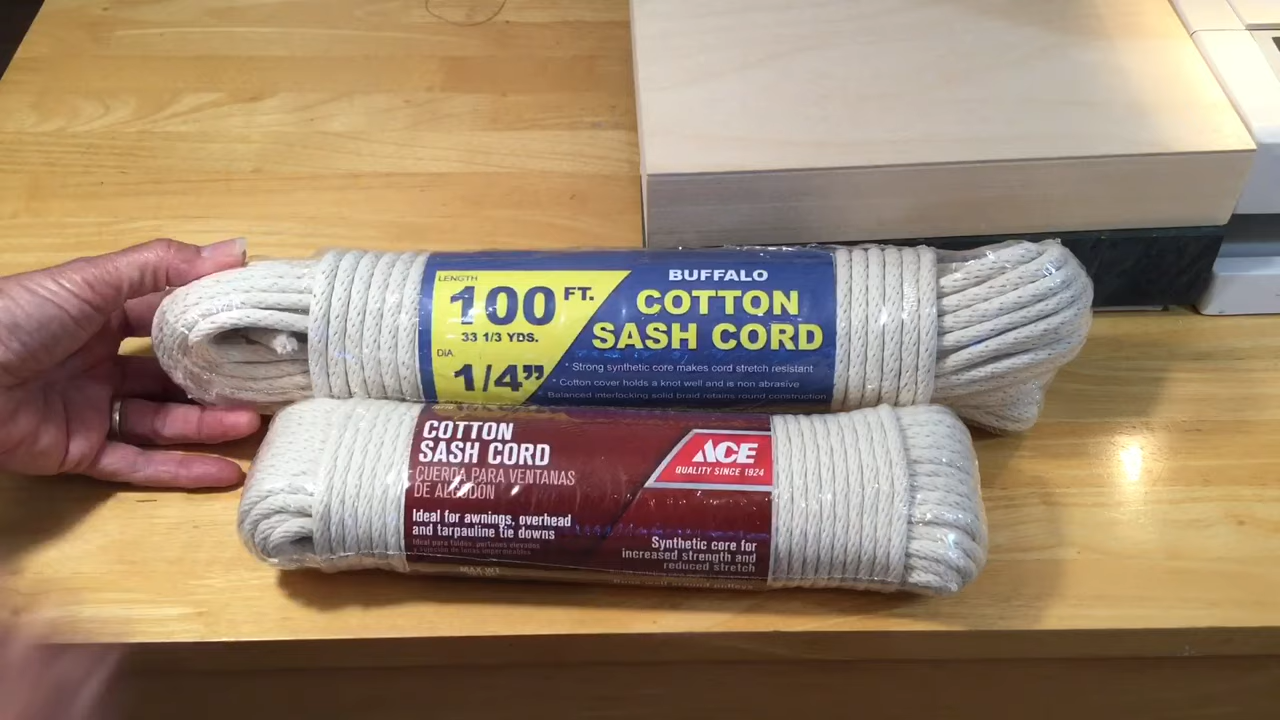 LENGTH
100 FT.
33 1/3 YDS.
DIA.
1/4"
BUFFALO
COTTON
SASH CORD
* Strong synthetic core makes cord stretch resistant
* Cotton cover holds a knot well and is non abrasive
Balanced interlocking solid braid retains round construction
COTTON
SASH CORD
CUERDA PARA VENTANAS
DE ALGODÓN
Ideal for awnings, overhead
and tarpauline tie downs
ACE
QUALITY SINCE 1924
Synthetic core for
increased strength and
reduced stretch
MAX WT